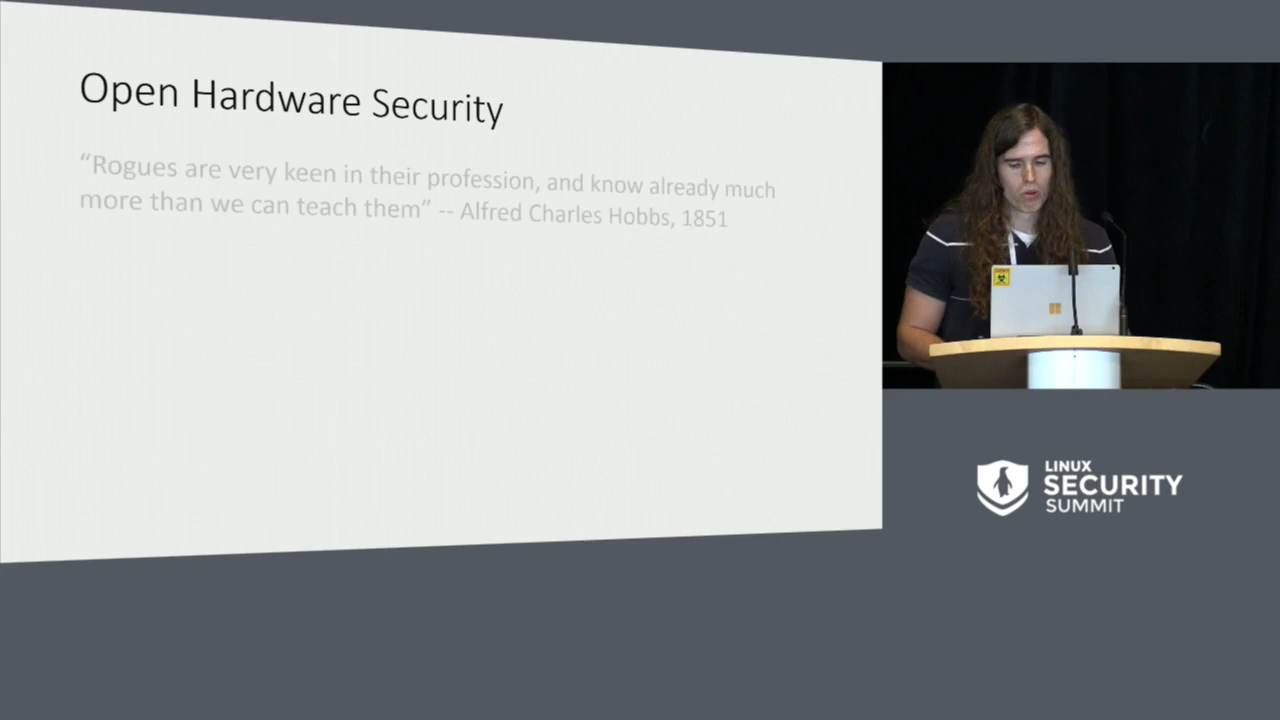 Open Hardware Security
“Rogues are very keen in their profession, and know already much
more than we can teach them” -- Alfred Charles Hobbs, 1851
LINUX
SECURITY
SUMMIT